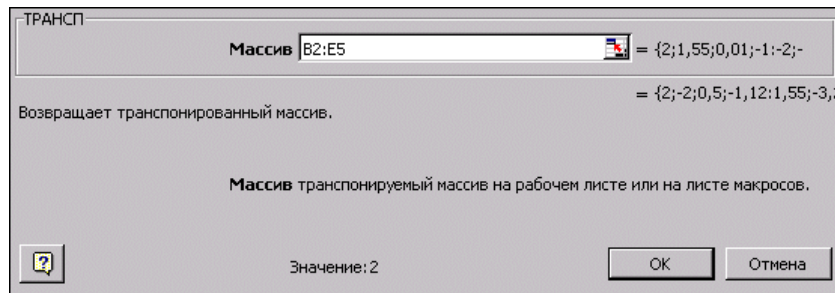 ТРАНСП
Массив B2:E5 = {2;1,55;0,01;-1:-2;-
= {2;-2;0,5;-1,12:1,55;-3,
Возвращает транспонированный массив.
Массив транспонируемый массив на рабочем листе или на листе макросов.
? Значение:2 ОК Отмена